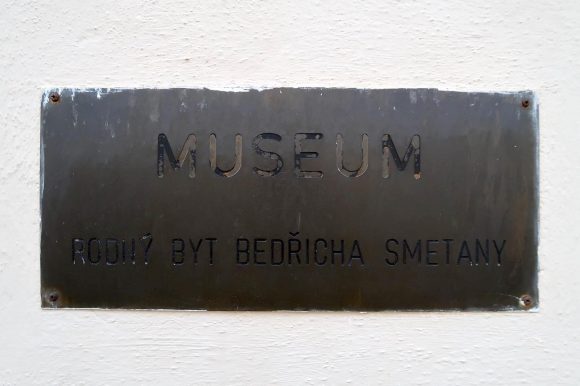 MUSEUM
RODNÝ BYT BEDŘICHA SMETANY